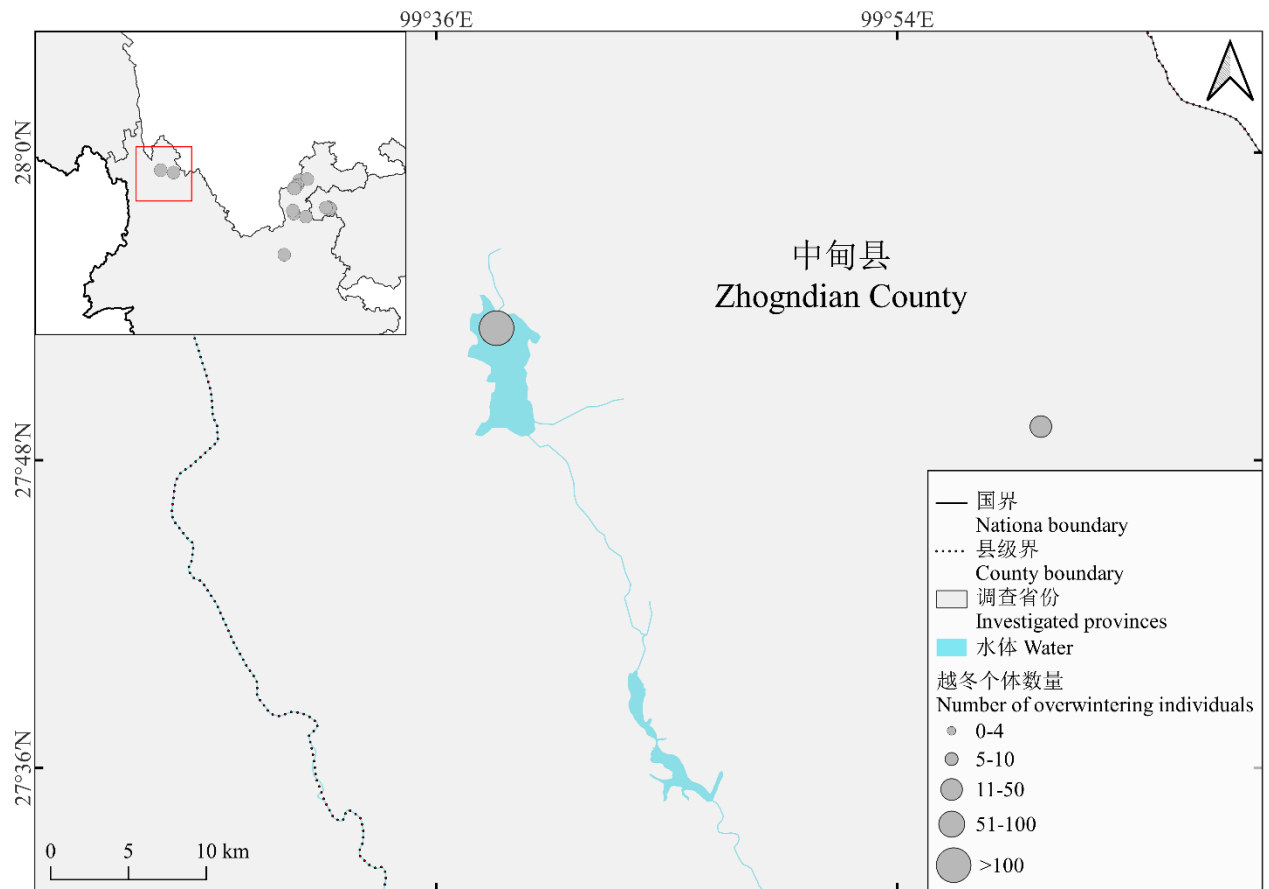 99°36′E
99°54′E
28°0′N
27°48′N
27°36′N
中甸县
Zhogndian County
国界
Nationa boundary
县级界
County boundary
调查省份
Investigated provinces
水体 Water
越冬个体数量
Number of overwintering individuals
0-4
5-10
11-50
51-100
>100
0 5 10 km